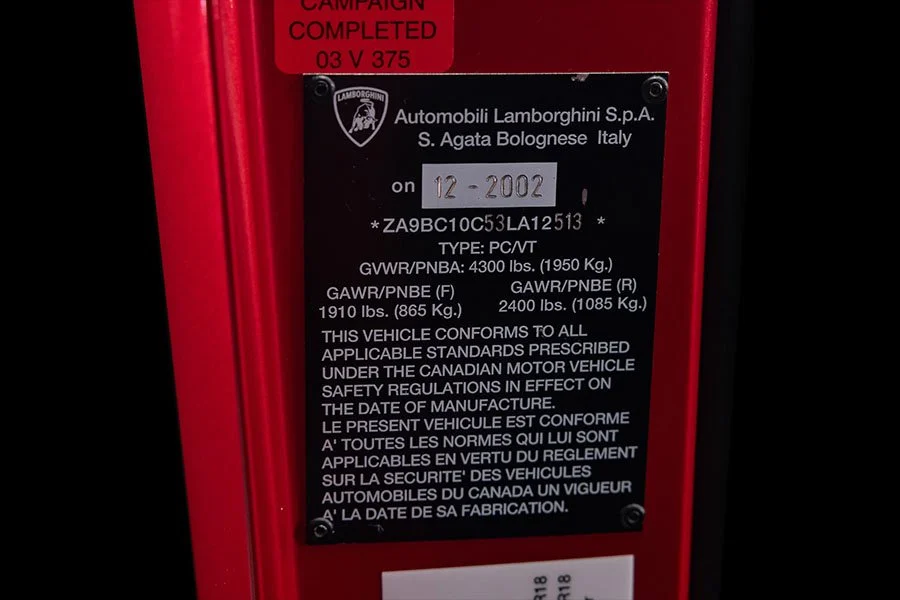 CAMPAIGN
COMPLETED
03 V 375
LAMBORGHINI
Automobili Lamborghini S.p.A.
S. Agata Bolognese Italy
on 12 - 2002
*ZA9BC10C53LA12513 *
TYPE: PC/VT
GVWR/PNBA: 4300 lbs. (1950 Kg.)
GAWR/PNBE (F) GAWR/PNBE (R)
1910 lbs. (865 Kg.) 2400 lbs. (1085 Kg.)
THIS VEHICLE CONFORMS TO ALL
APPLICABLE STANDARDS PRESCRIBED
UNDER THE CANADIAN MOTOR VEHICLE
SAFETY REGULATIONS IN EFFECT ON
THE DATE OF MANUFACTURE.
LE PRESENT VEHICULE EST CONFORME
A' TOUTES LES NORMES QUI LUI SONT
APPLICABLES EN VERTU DU REGLEMENT
SUR LA SECURITE' DES VEHICULES
AUTOMOBILES DU CANADA UN VIGUEUR
A' LA DATE DE SA FABRICATION.
R18
R18